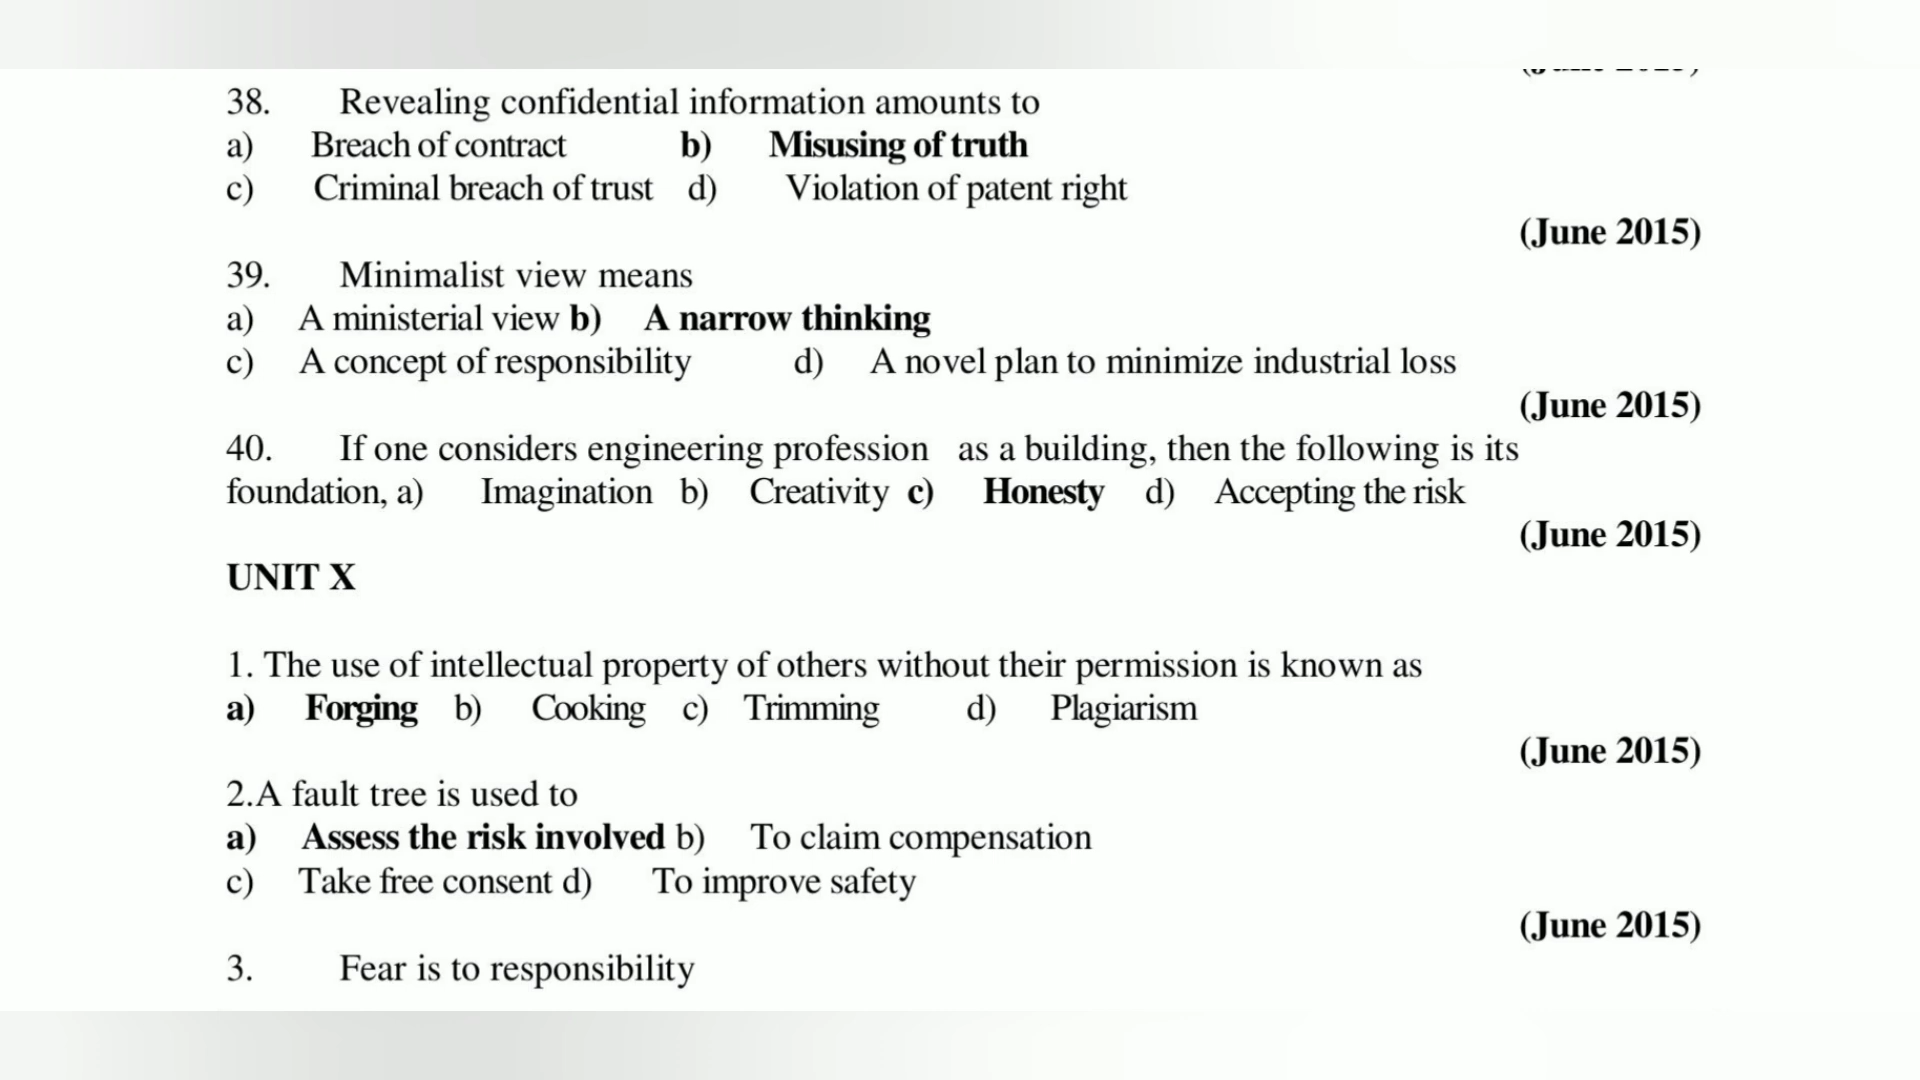 38. Revealing confidential information amounts to
a) Breach of contract b) Misusing of truth
c) Criminal breach of trust d) Violation of patent right
(June 2015)
39. Minimalist view means
a) A ministerial view b) A narrow thinking
c) A concept of responsibility d) A novel plan to minimize industrial loss
(June 2015)
40. If one considers engineering profession as a building, then the following is its
foundation, a) Imagination b) Creativity c) Honesty d) Accepting the risk
(June 2015)
UNIT X
1. The use of intellectual property of others without their permission is known as
a) Forging b) Cooking c) Trimming d) Plagiarism
(June 2015)
2.A fault tree is used to
a) Assess the risk involved b) To claim compensation
c) Take free consent d) To improve safety
(June 2015)
3. Fear is to responsibility